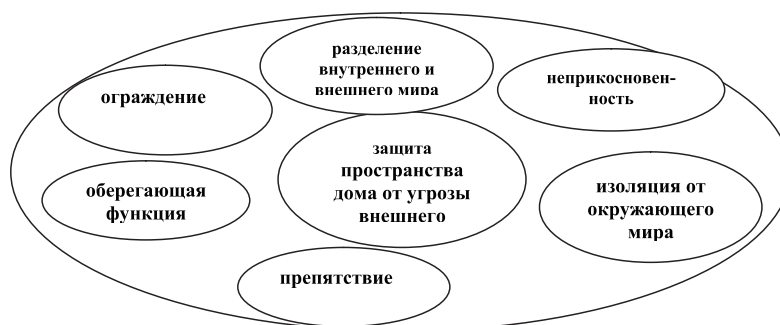 разделение
внутреннего и
внешнего мира
неприкосновен-
ность
ограждение
защита
пространства
дома от угрозы
внешнего
оберегающая
функция
изоляция от
окружающего
мира
препятствие